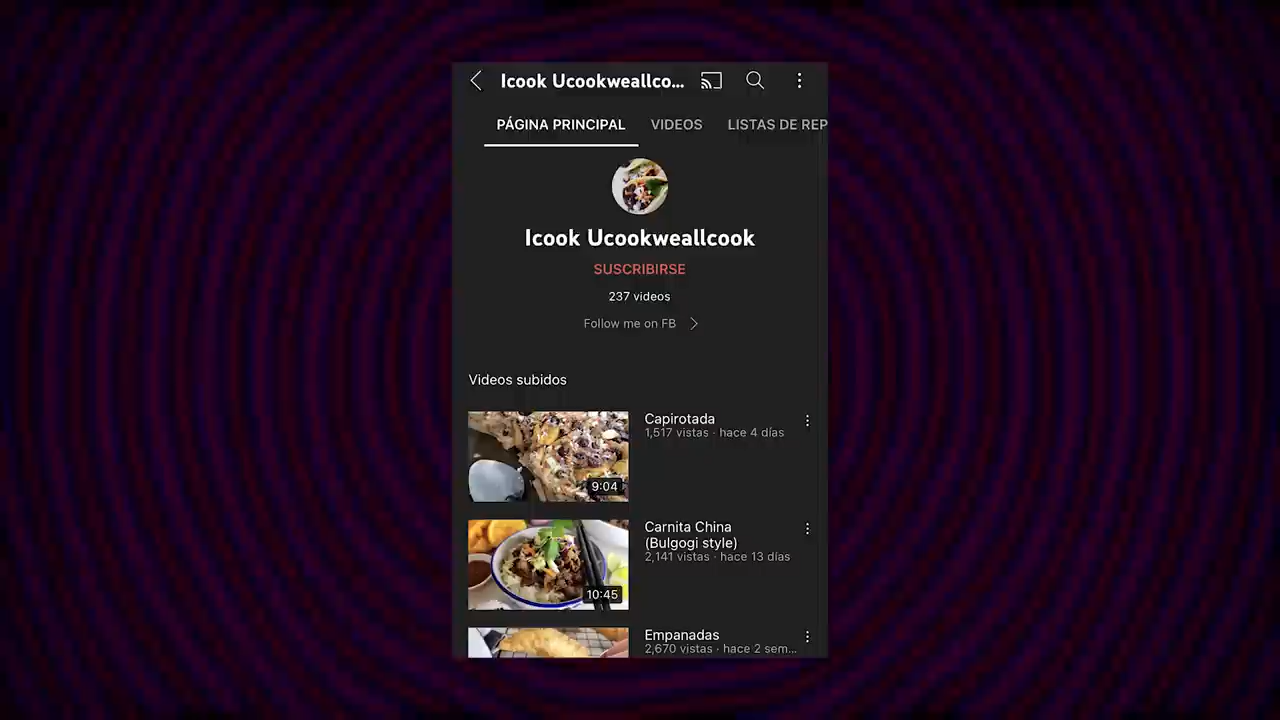 Icook Ucookweallco...
PÁGINA PRINCIPAL VIDEOS LISTAS DE REP
Icook Ucookweallcook
SUSCRIBIRSE
237 videos
Follow me on FB
Videos subidos
Capirotada
1,517 vistas · hace 4 días
9:04
Carnita China
(Bulgogi style)
2,141 vistas · hace 13 días
10:45
Empanadas
2,670 vistas · hace 2 sem...